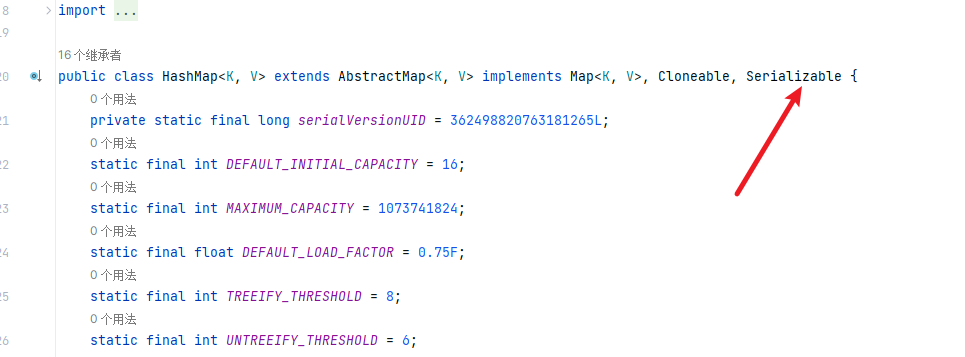 8 import ...
19
16 个继承者
20 public class HashMap<K, V> extends AbstractMap<K, V> implements Map<K, V>, Cloneable, Serializable {
0 个用法
21 private static final long serialVersionUID = 362498820763181265L;
0 个用法
22 static final int DEFAULT_INITIAL_CAPACITY = 16;
0 个用法
23 static final int MAXIMUM_CAPACITY = 1073741824;
0 个用法
24 static final float DEFAULT_LOAD_FACTOR = 0.75F;
0 个用法
25 static final int TREEIFY_THRESHOLD = 8;
0 个用法
26 static final int UNTREEIFY_THRESHOLD = 6;